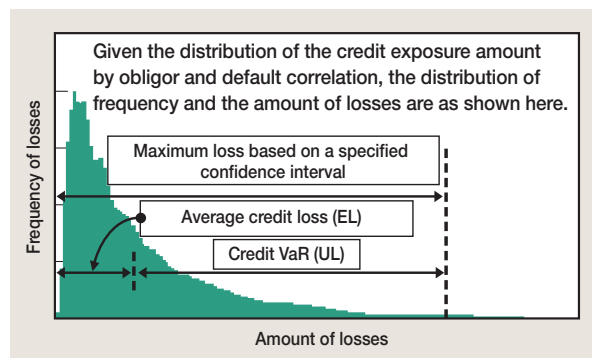 Given the distribution of the credit exposure amount
by obligor and default correlation, the distribution of
frequency and the amount of losses are as shown here.
Maximum loss based on a specified
confidence interval
Average credit loss (EL)
Credit VaR (UL)
Frequency of losses
Amount of losses